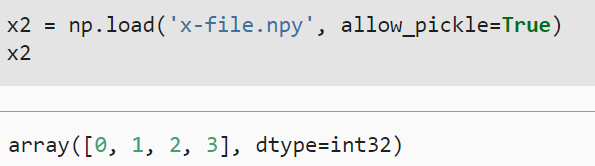 x2 = np.load('x-file.npy', allow_pickle=True)
x2
array([0, 1, 2, 3], dtype=int32)